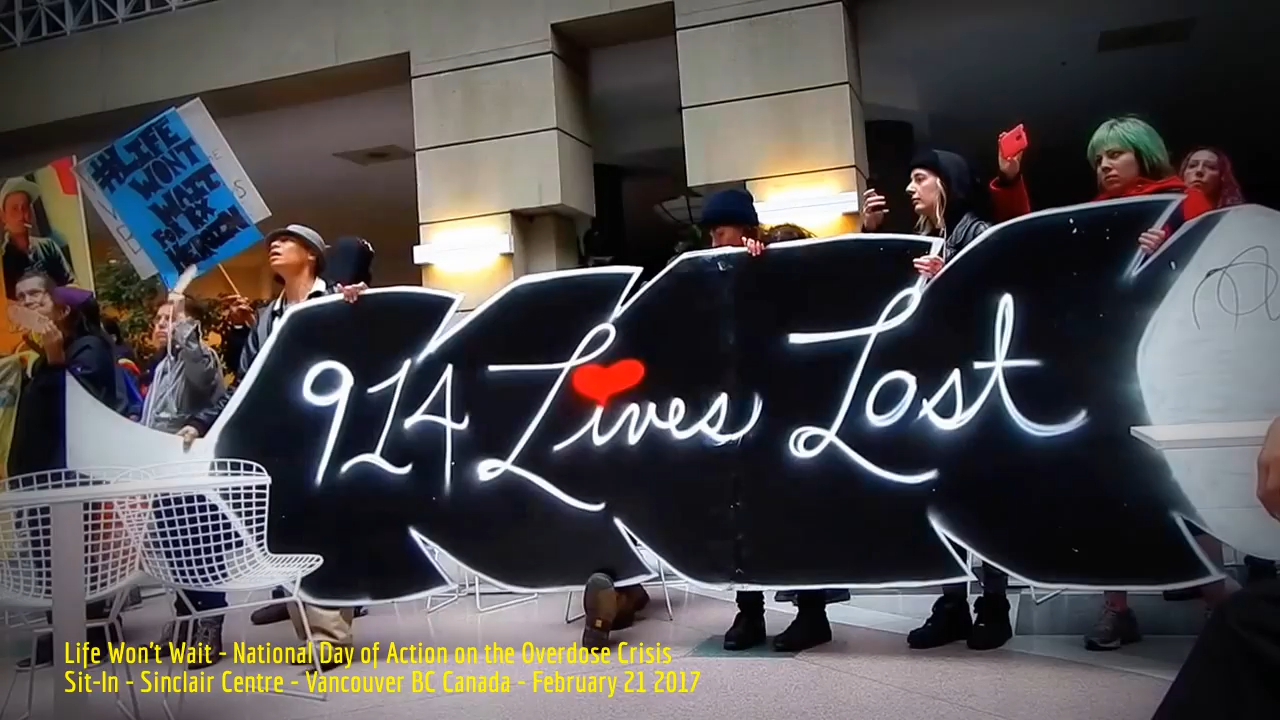 #LIFE
WONT
WAIT
914 Lives Lost
Life Won't Wait - National Day of Action on the Overdose Crisis
Sit-In - Sinclair Centre - Vancouver BC Canada - February 21 2017